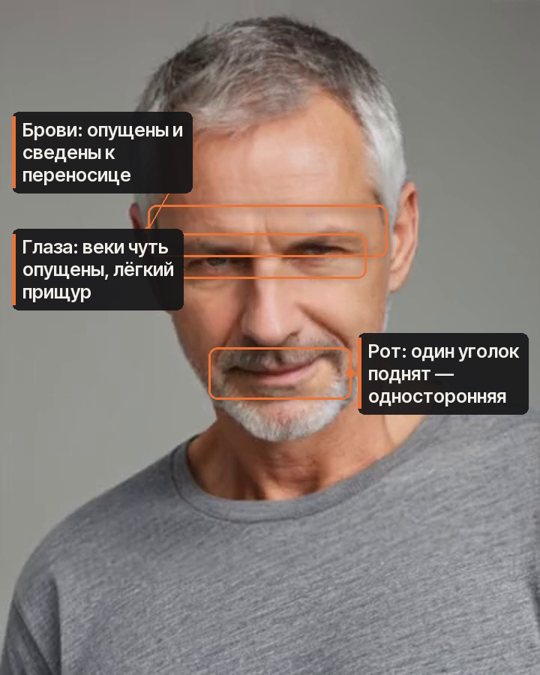 Брови: опущены и
сведены к
переносице
Глаза: веки чуть
опущены, лёгкий
прищур
Рот: один уголок
поднят —
односторонняя